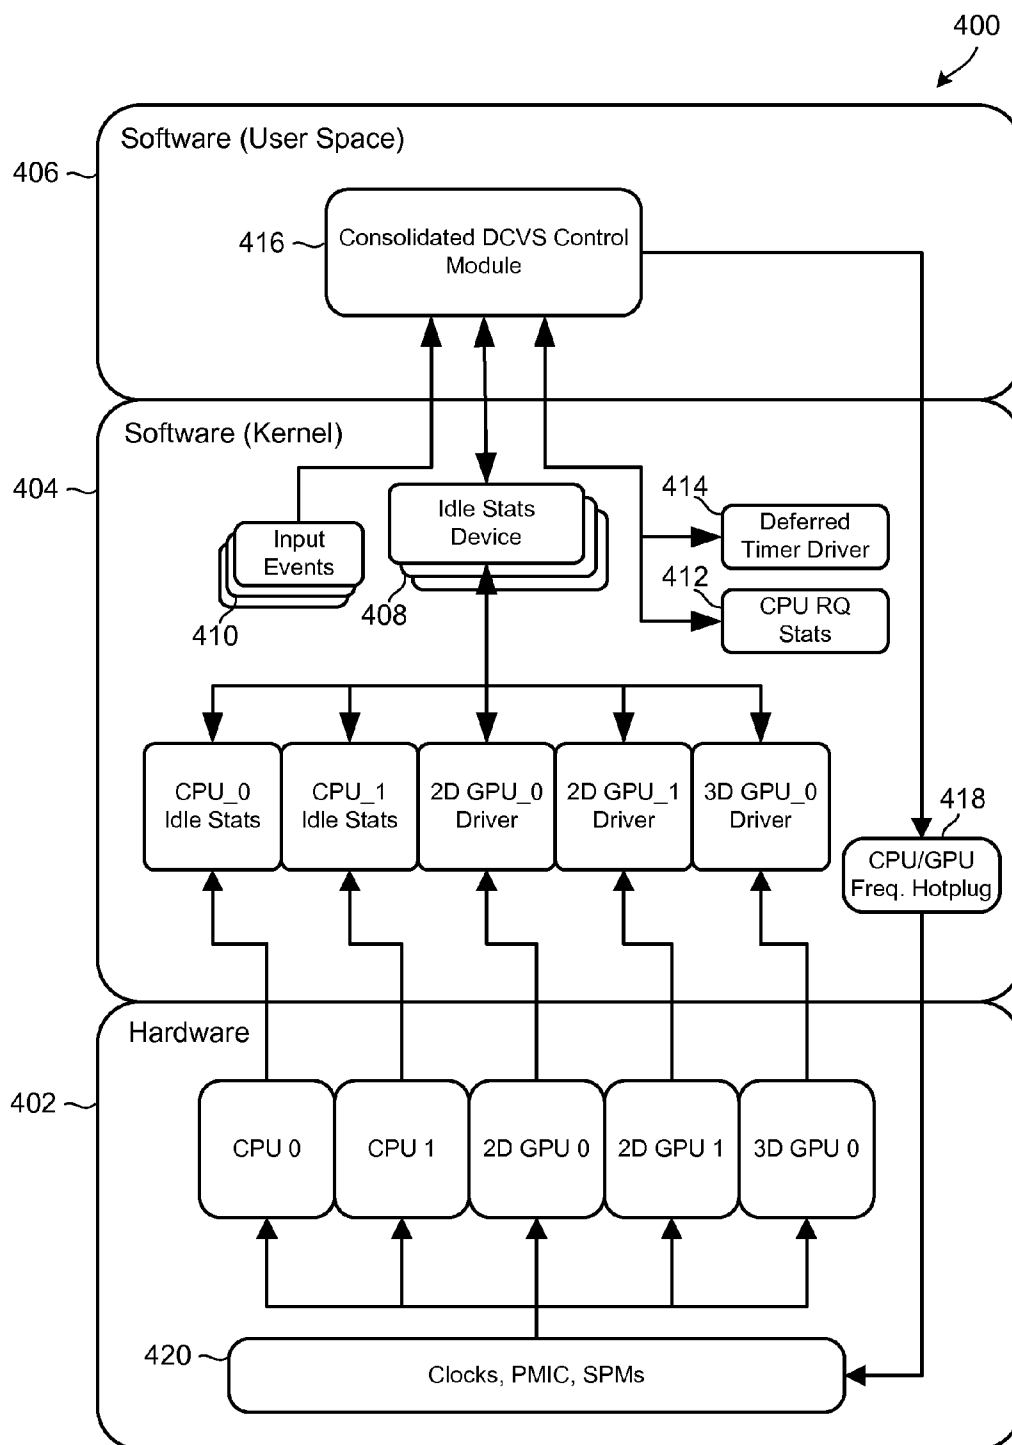 400
Software (User Space)
406
416
Consolidated DCVS Control
Module
Software (Kernel)
404
Idle Stats
Device
414
Deferred
Timer Driver
Input
Events
408
412
CPU RQ
Stats
410
CPU_0
Idle Stats
CPU_1
Idle Stats
2D GPU_0
Driver
2D GPU_1
Driver
3D GPU_0
Driver
418
CPU/GPU
Freq. Hotplug
Hardware
402
CPU 0
CPU 1
2D GPU 0
2D GPU 1
3D GPU 0
420
Clocks, PMIC, SPMs